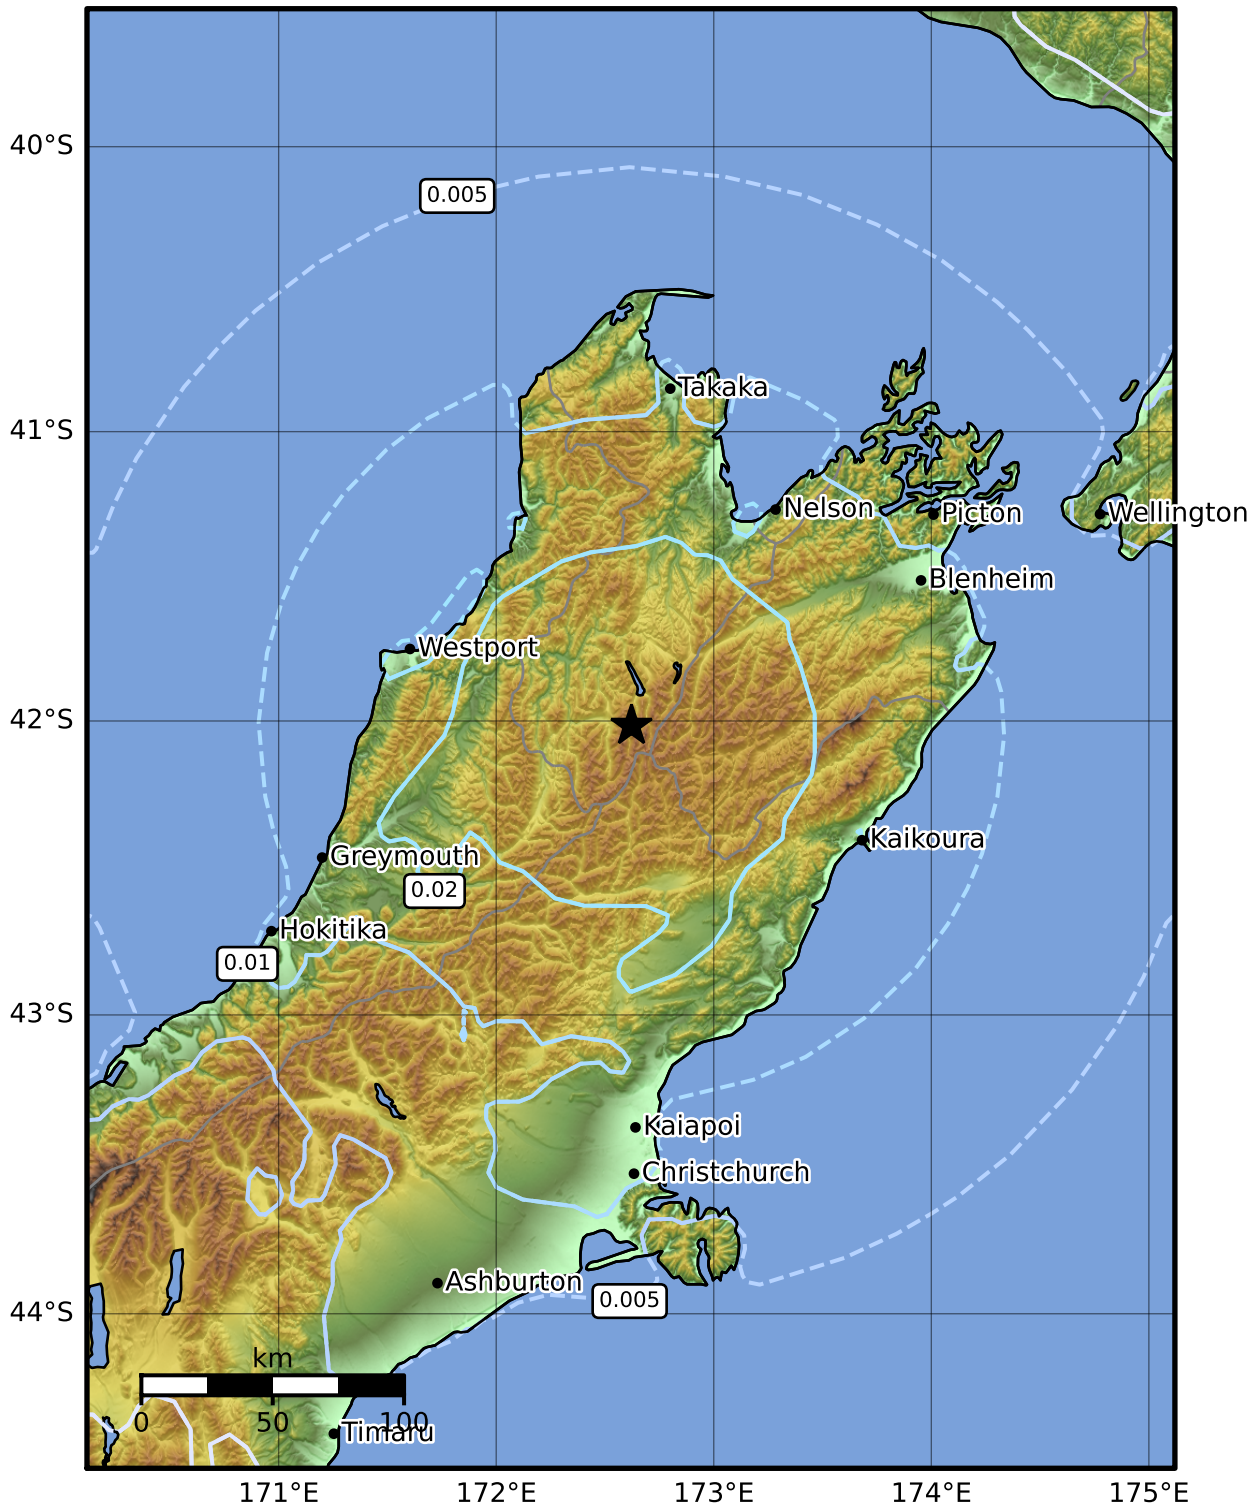 40°S
0.005
Takaka
41°S
Nelson
Picton
Wellington
Blenheim
Westport
42°S
Kaikoura
Greymouth
0.02
Hokitika
0.01
43°S
Kaiapoi
Christchurch
Ashburton
0.005
44°S
km
0 50 100
Timaru
171°E 172°E 173°E 174°E 175°E